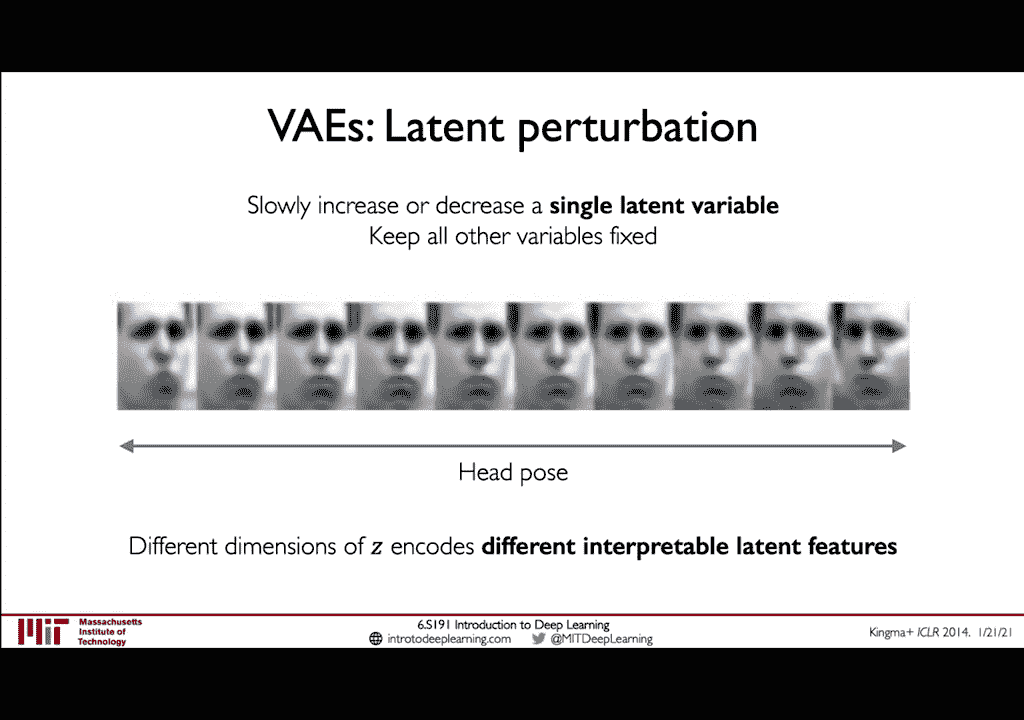 VAEs: Latent perturbation
Slowly increase or decrease a single latent variable
Keep all other variables fixed
Head pose
Different dimensions of z encodes different interpretable latent features
Massachusetts
Institute of
Technology
6.S191 Introduction to Deep Learning
introtodeeplearning.com @MITDeepLearning
Kingma+ ICLR 2014. 1/21/21